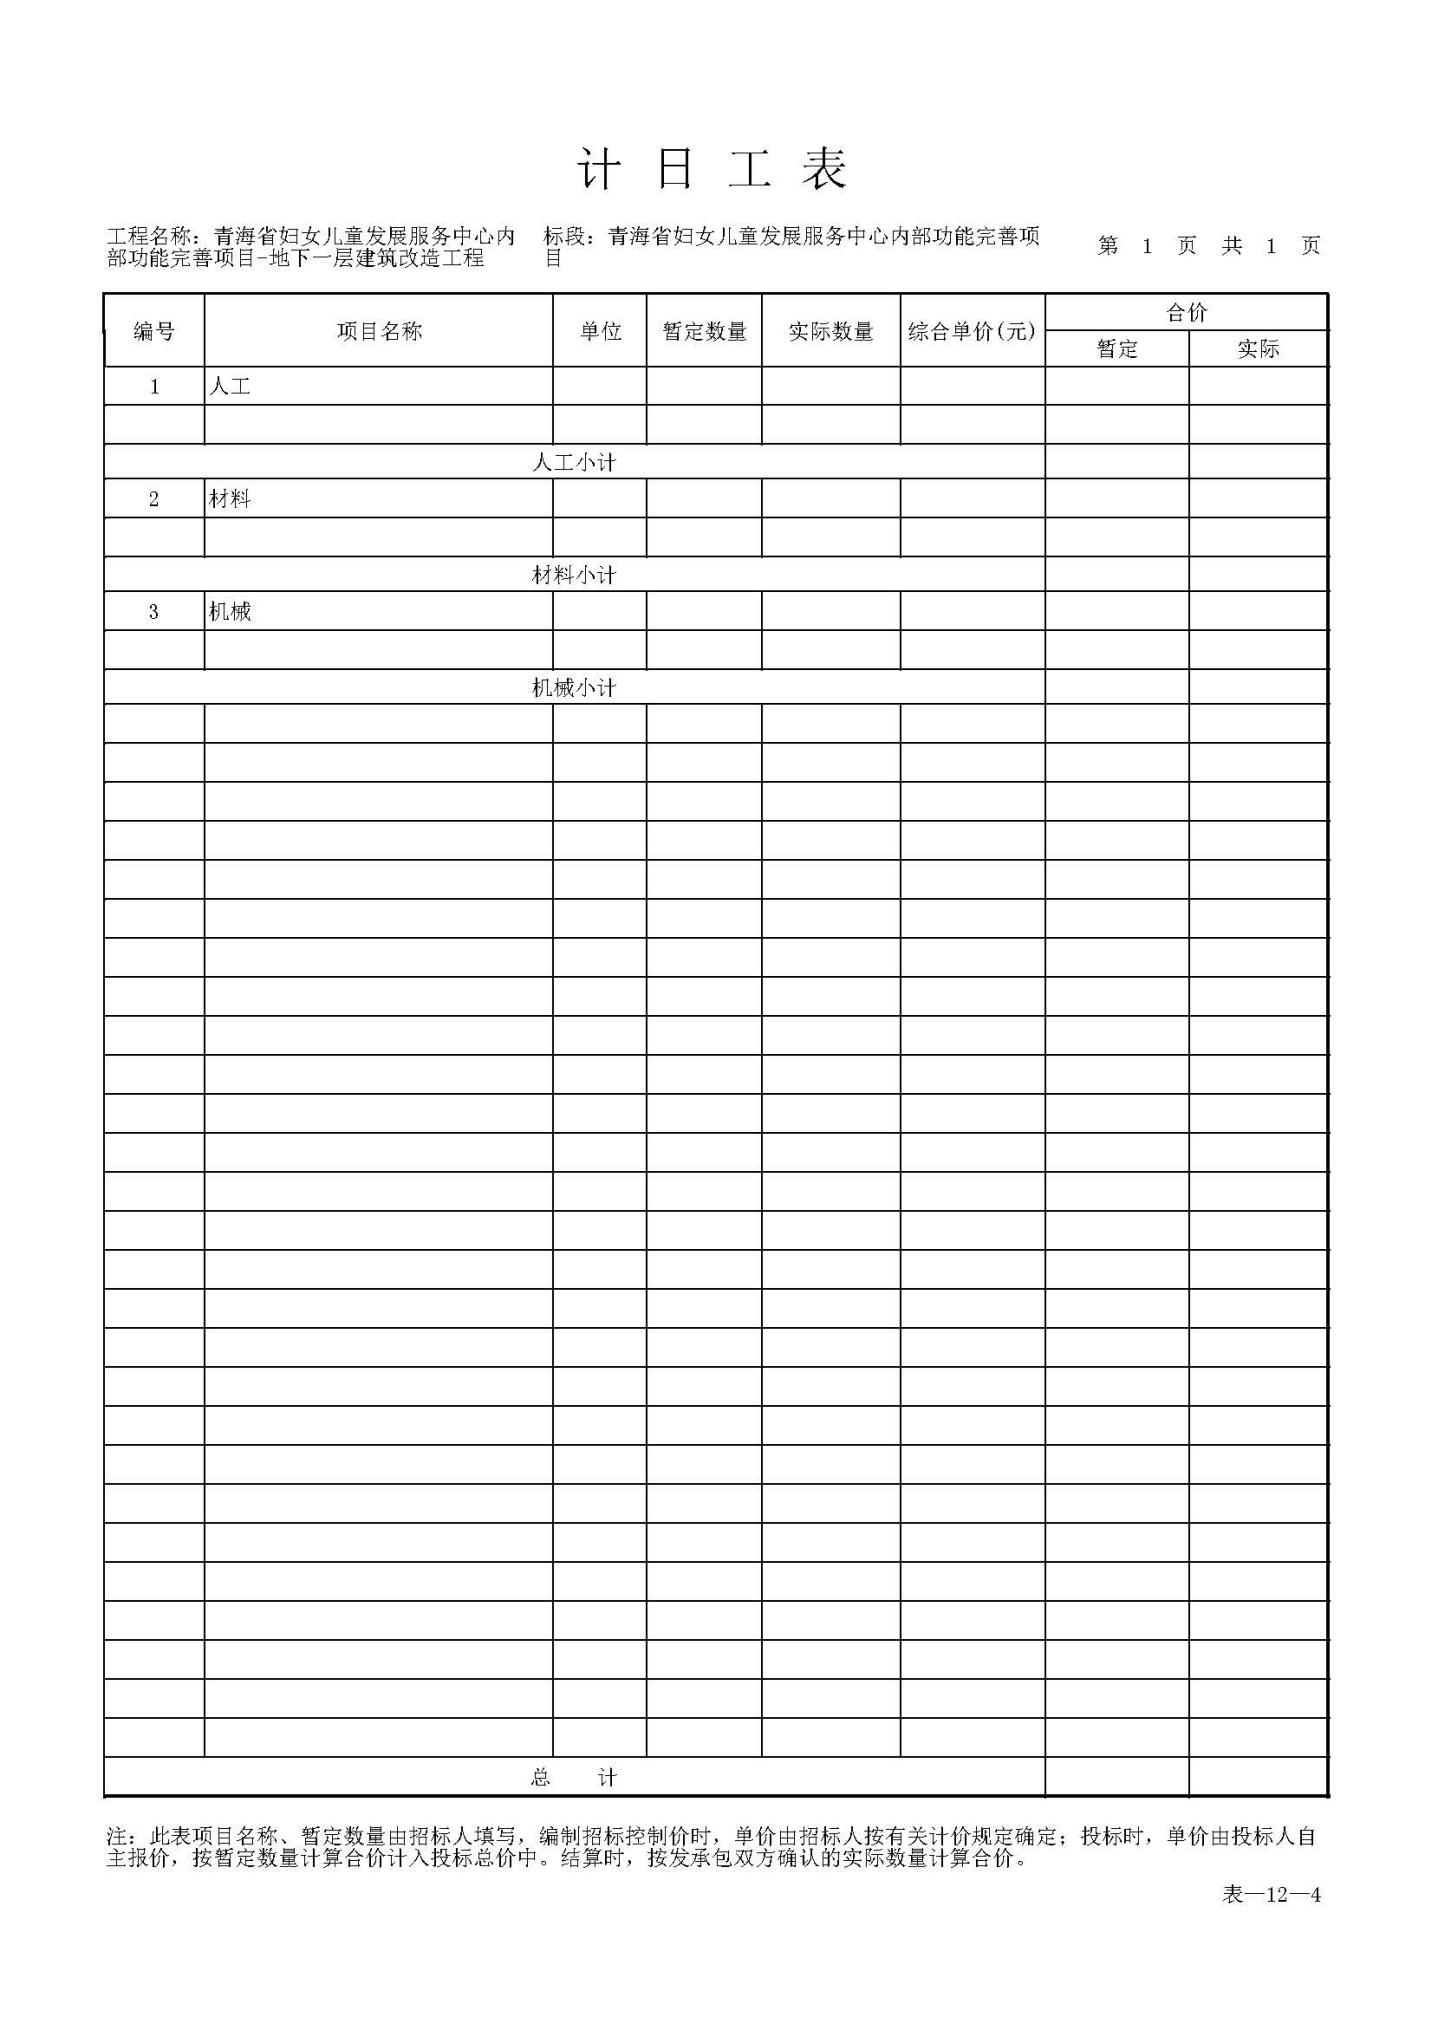 计 日 工 表
工程名称：青海省妇女儿童发展服务中心内
部功能完善项目-地下一层建筑改造工程
标段：青海省妇女儿童发展服务中心内部功能完善项
目
第 1 页 共 1 页
编号 项目名称 单位 暂定数量 实际数量 综合单价(元) 合价
暂定 实际
1 人工
人工小计
2 材料
材料小计
3 机械
机械小计
总 计
注：此表项目名称、暂定数量由招标人填写，编制招标控制价时，单价由招标人按有关计价规定确定；投标时，单价由投标人自
主报价，按暂定数量计算合价计入投标总价中。结算时，按发承包双方确认的实际数量计算合价。
表—12—4